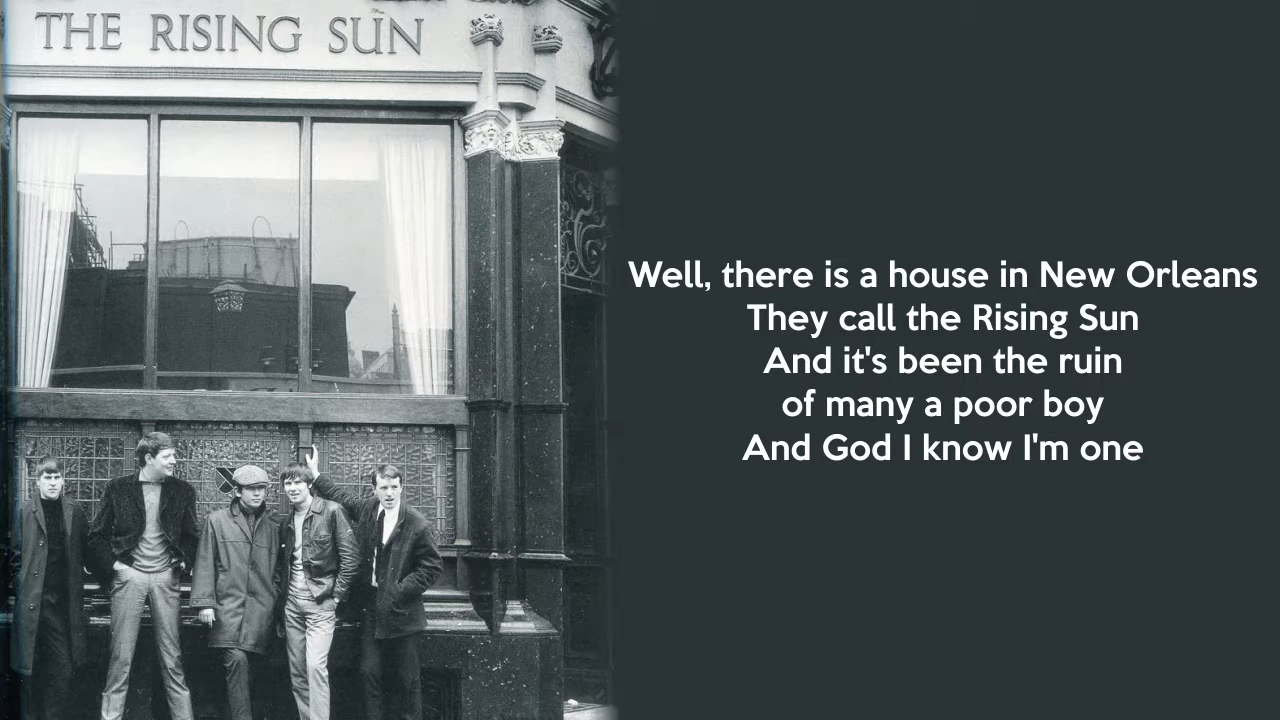 THE RISING SUN
Well, there is a house in New Orleans
They call the Rising Sun
And it's been the ruin
of many a poor boy
And God I know I'm one